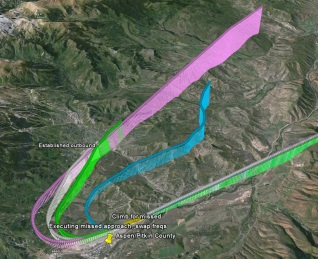 Established outbound
Climb for missed
Executing missed approach, swap freqs
Aspen/Pitkin County